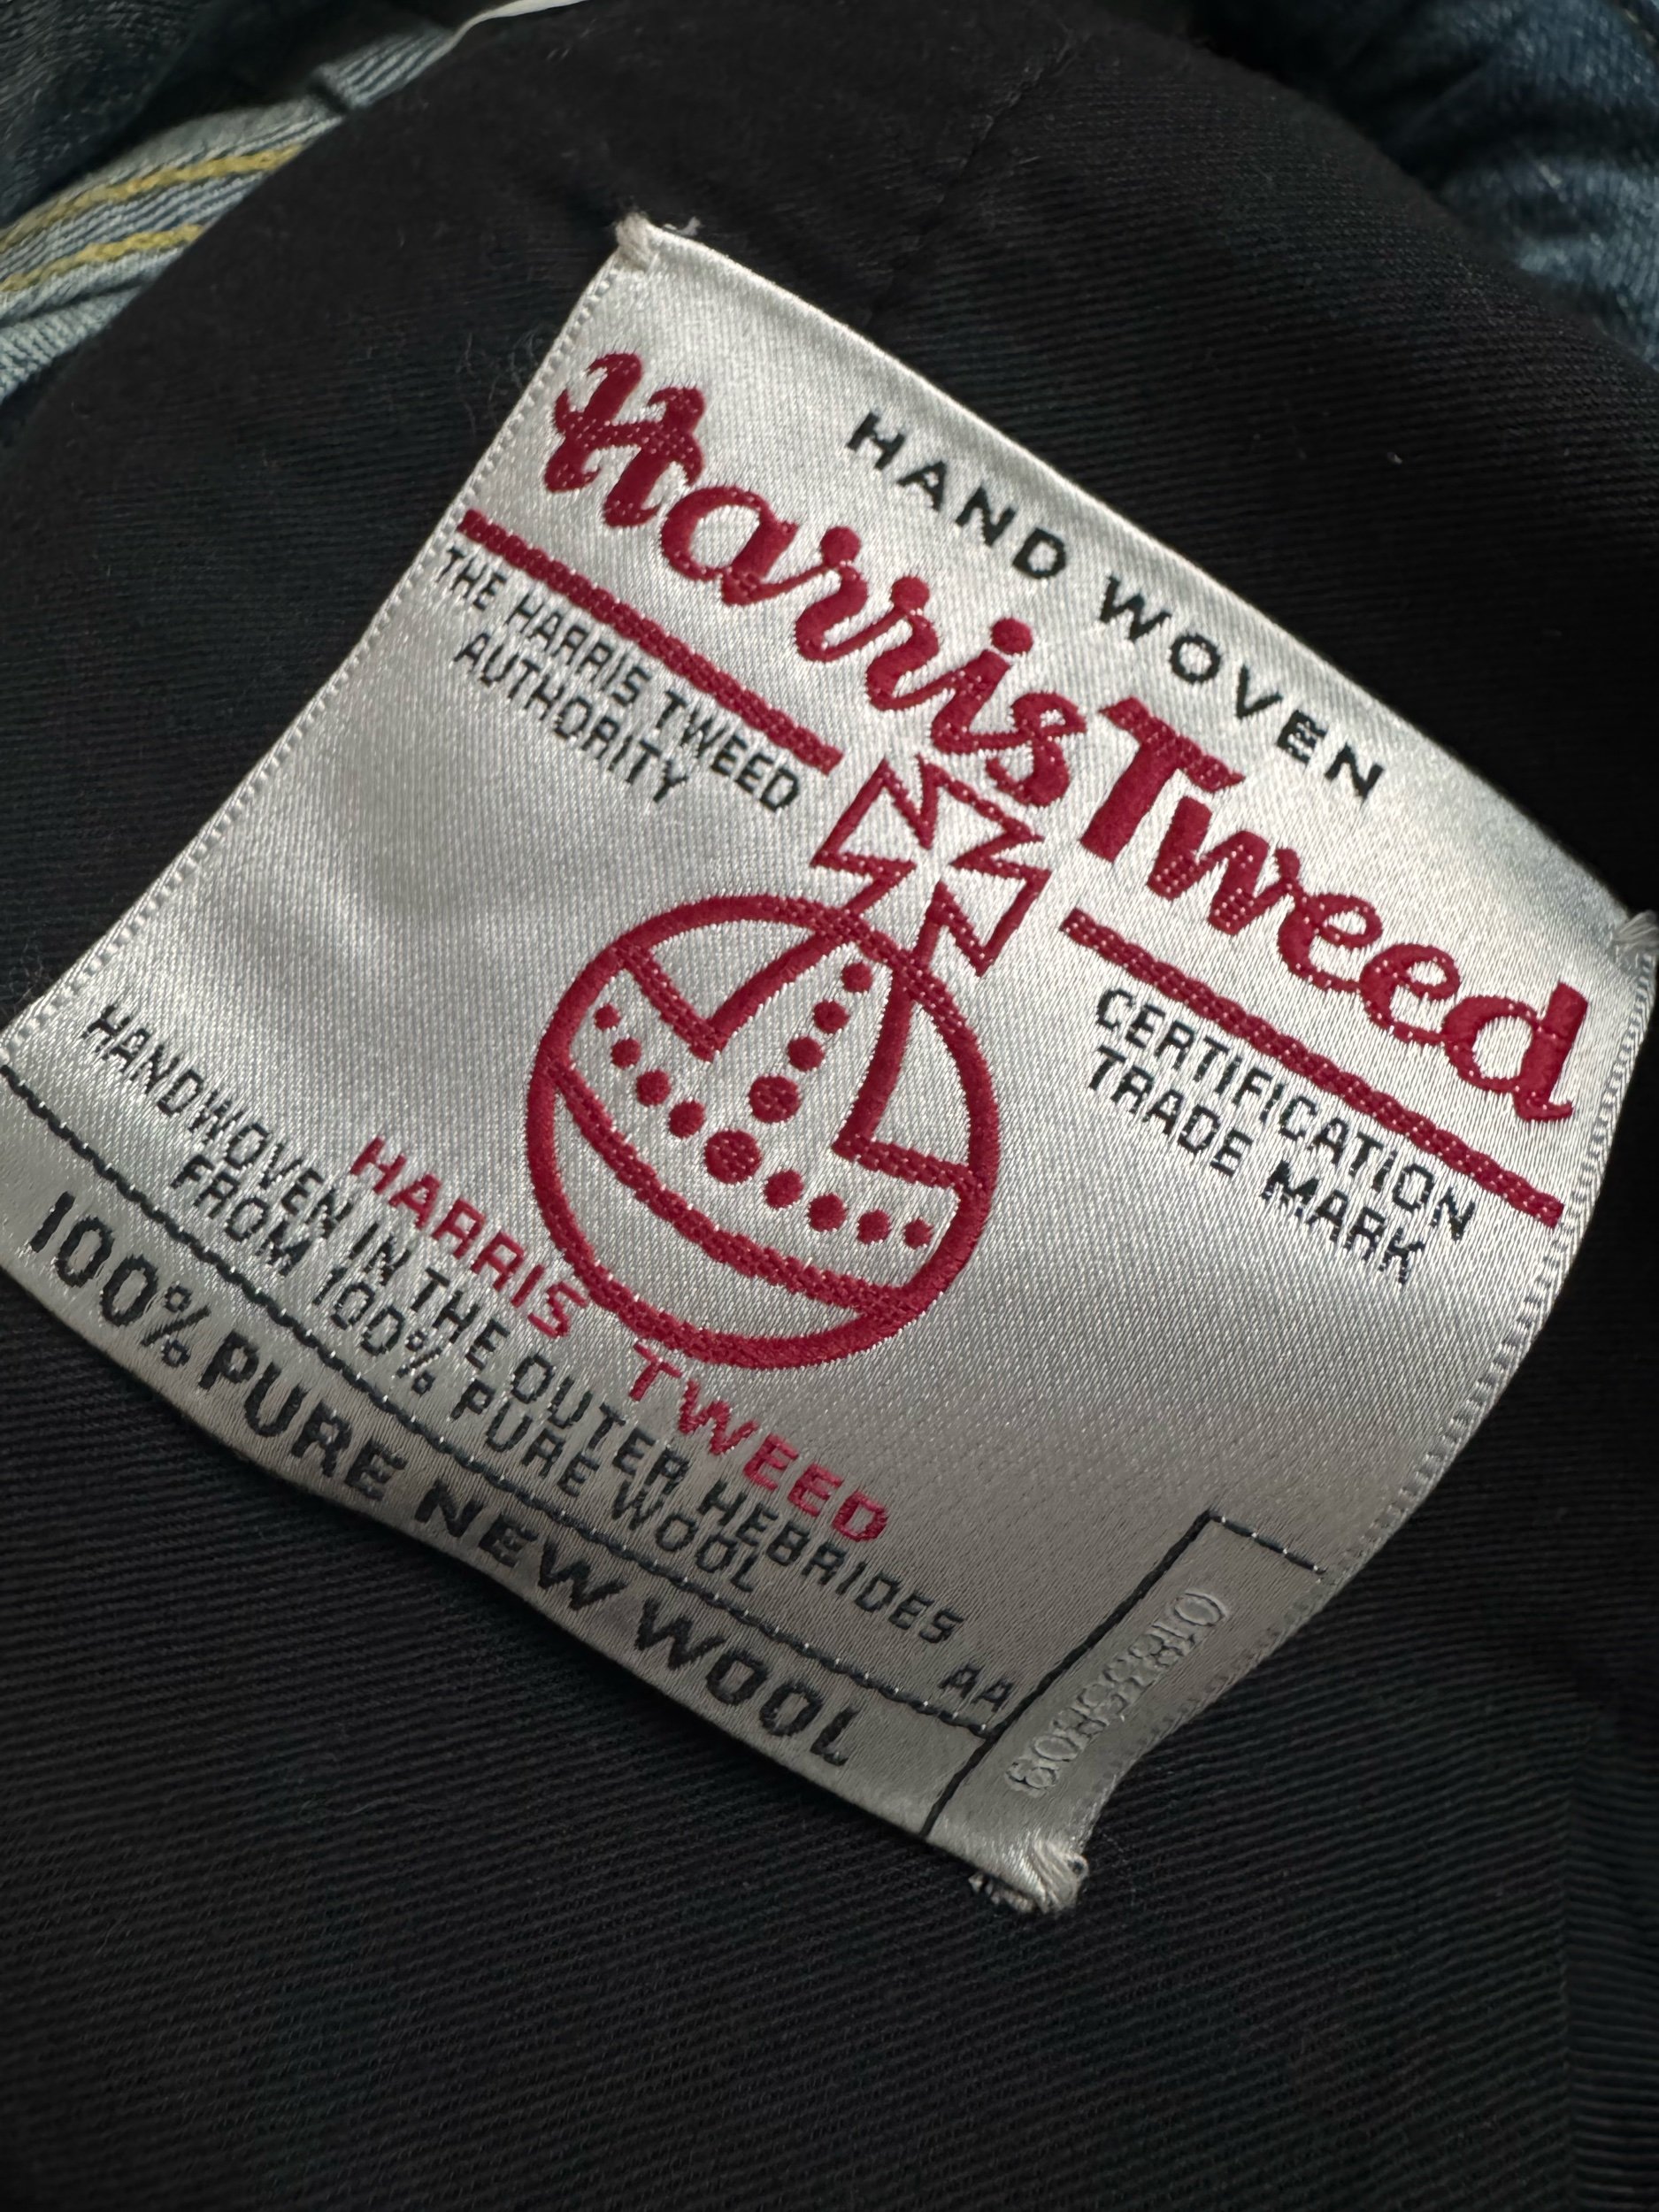 HAND WOVEN
Harris Tweed
THE HARRIS TWEED
AUTHORITY
CERTIFICATION
TRADE MARK
HARRIS TWEED
HANDWOVEN IN THE OUTER HEBRIDES
FROM 100% PURE WOOL
AA
100% PURE NEW WOOL